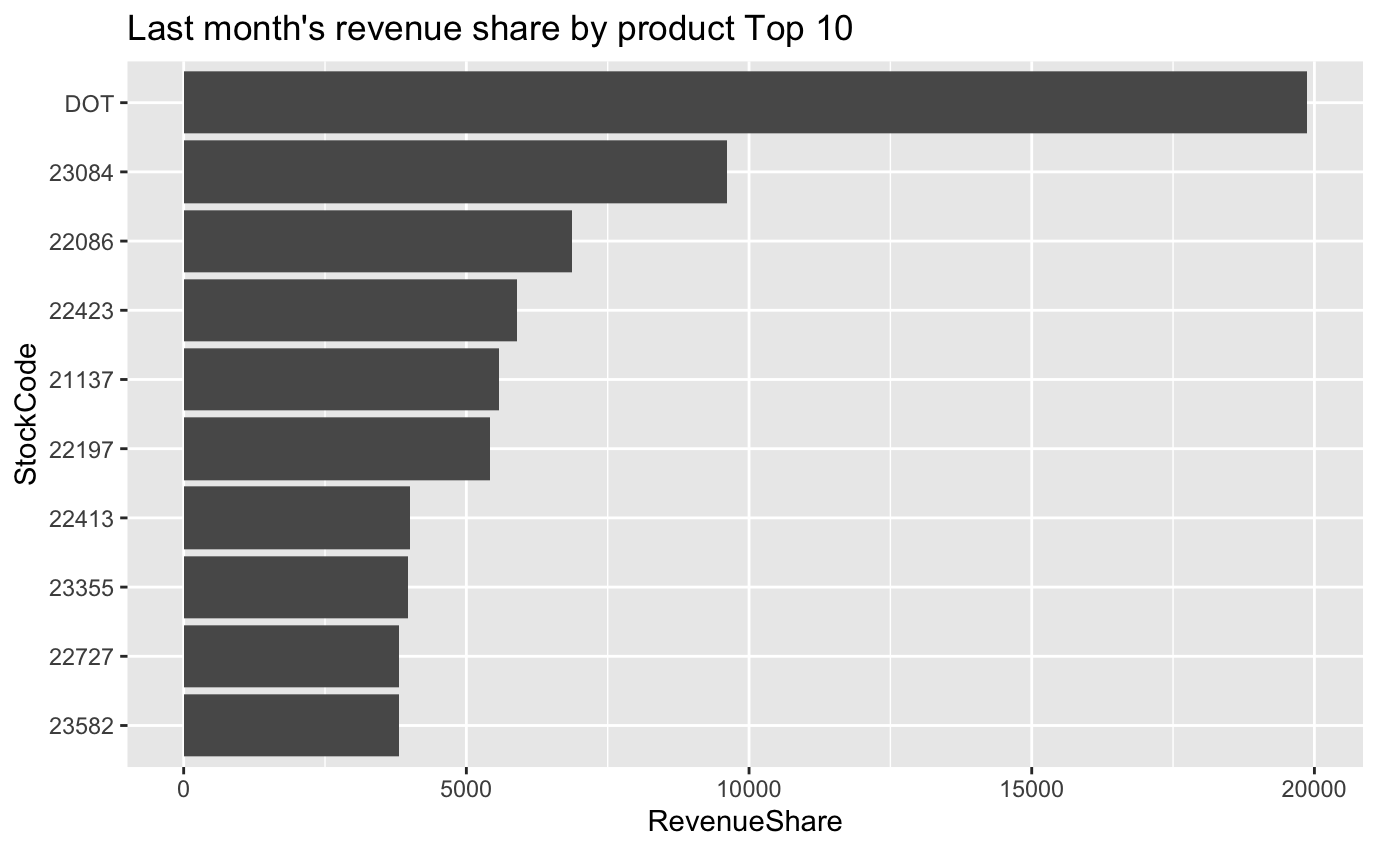 Last month's revenue share by product Top 10
StockCode
DOT
23084
22086
22423
21137
22197
22413
23355
22727
23582
0 5000 10000 15000 20000
RevenueShare